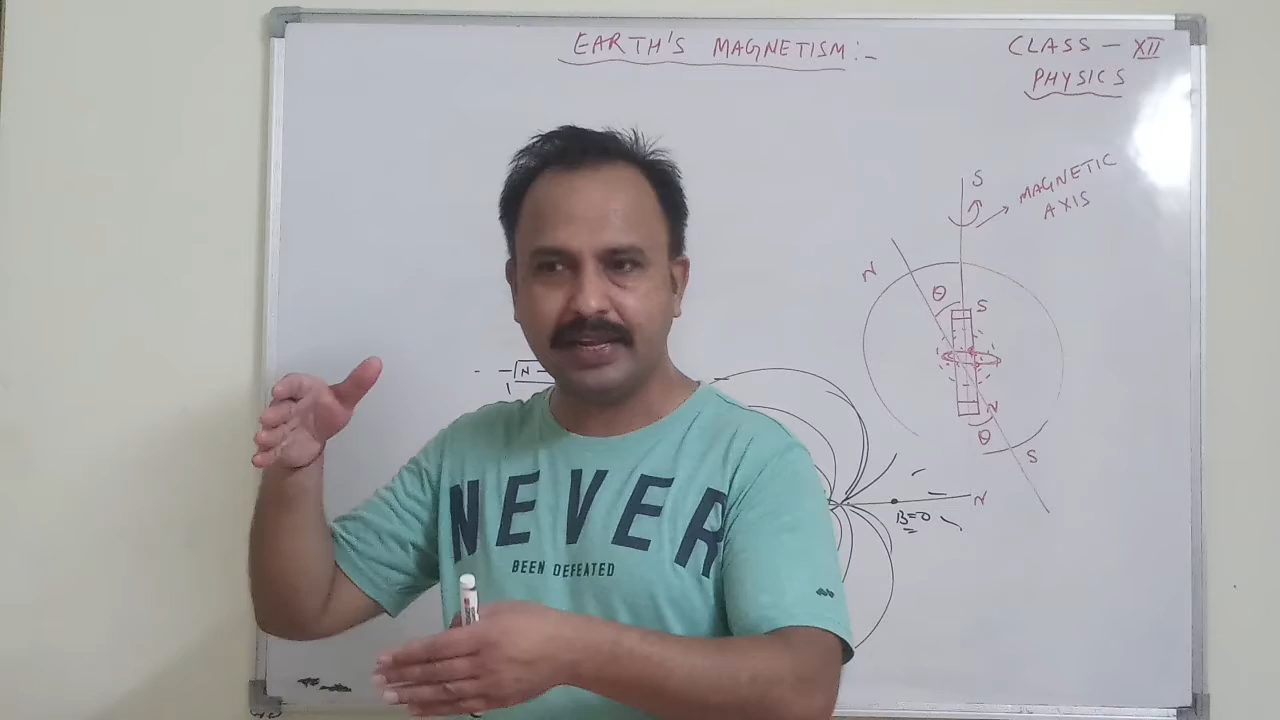 EARTH'S MAGNETISM:-
CLASS - XII
PHYSICS
S
MAGNETIC
AXIS
N
θ
S
N
N
θ
S
N
B=0
NEVER
BEEN DEFEATED